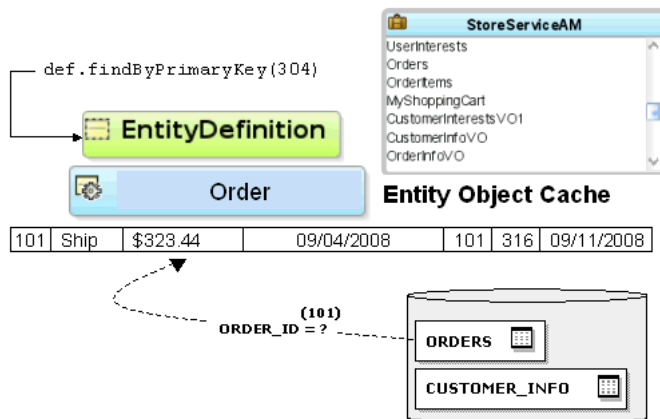 StoreServiceAM
UserInterests
Orders
OrderItems
MyShoppingCart
CustomerInterestsVO1
CustomerInfoVO
OrderInfoVO
def.findByPrimaryKey(304)
EntityDefinition
Order
Entity Object Cache
101 Ship $323.44 09/04/2008 101 316 09/11/2008
(101)
ORDER_ID = ?
ORDERS
CUSTOMER_INFO